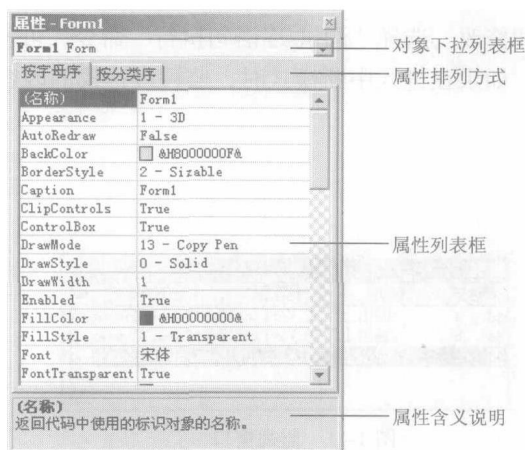 属性 - Form1
Form1 Form
对象下拉列表框
按字母序 按分类序
属性排列方式
(名称) Form1
Appearance 1 - 3D
AutoRedraw False
BackColor &H8000000F&
BorderStyle 2 - Sizable
Caption Form1
ClipControls True
ControlBox True
DrawMode 13 - Copy Pen
属性列表框
DrawStyle 0 - Solid
DrawWidth 1
Enabled True
FillColor &H00000000&
FillStyle 1 - Transparent
Font 宋体
FontTransparent True
(名称)
返回代码中使用的标识对象的名称。
属性含义说明